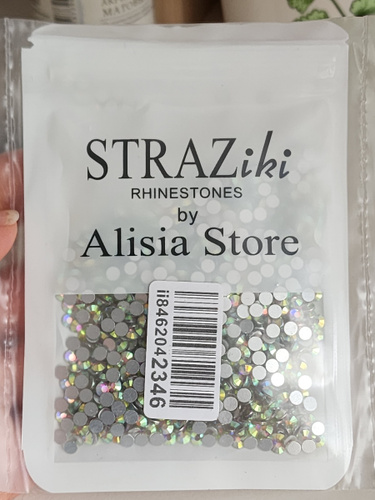 STRAZiki
RHINESTONES
by
Alisia Store
ii8462042346